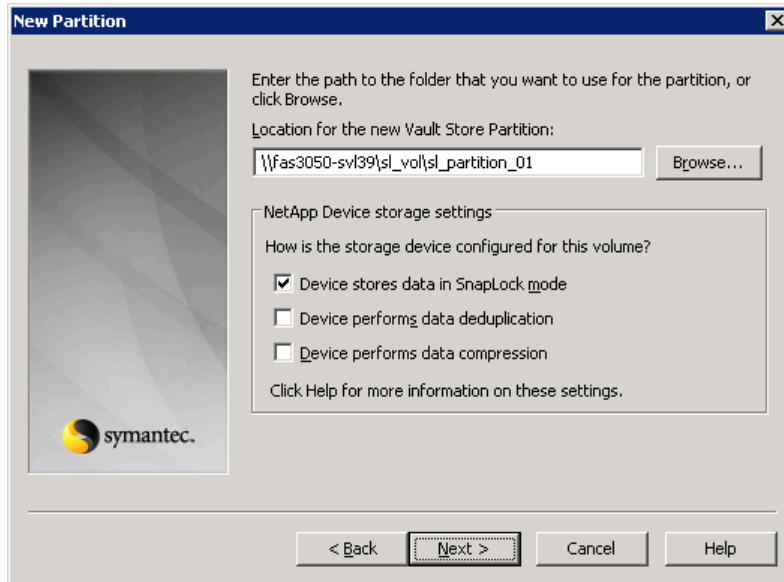 New Partition
Enter the path to the folder that you want to use for the partition, or
click Browse.
Location for the new Vault Store Partition:
\\fas3050-svl39\sl_vol\sl_partition_01
Browse...
NetApp Device storage settings
How is the storage device configured for this volume?
Device stores data in SnapLock mode
Device performs data deduplication
Device performs data compression
Click Help for more information on these settings.
symantec.
< Back
Next >
Cancel
Help